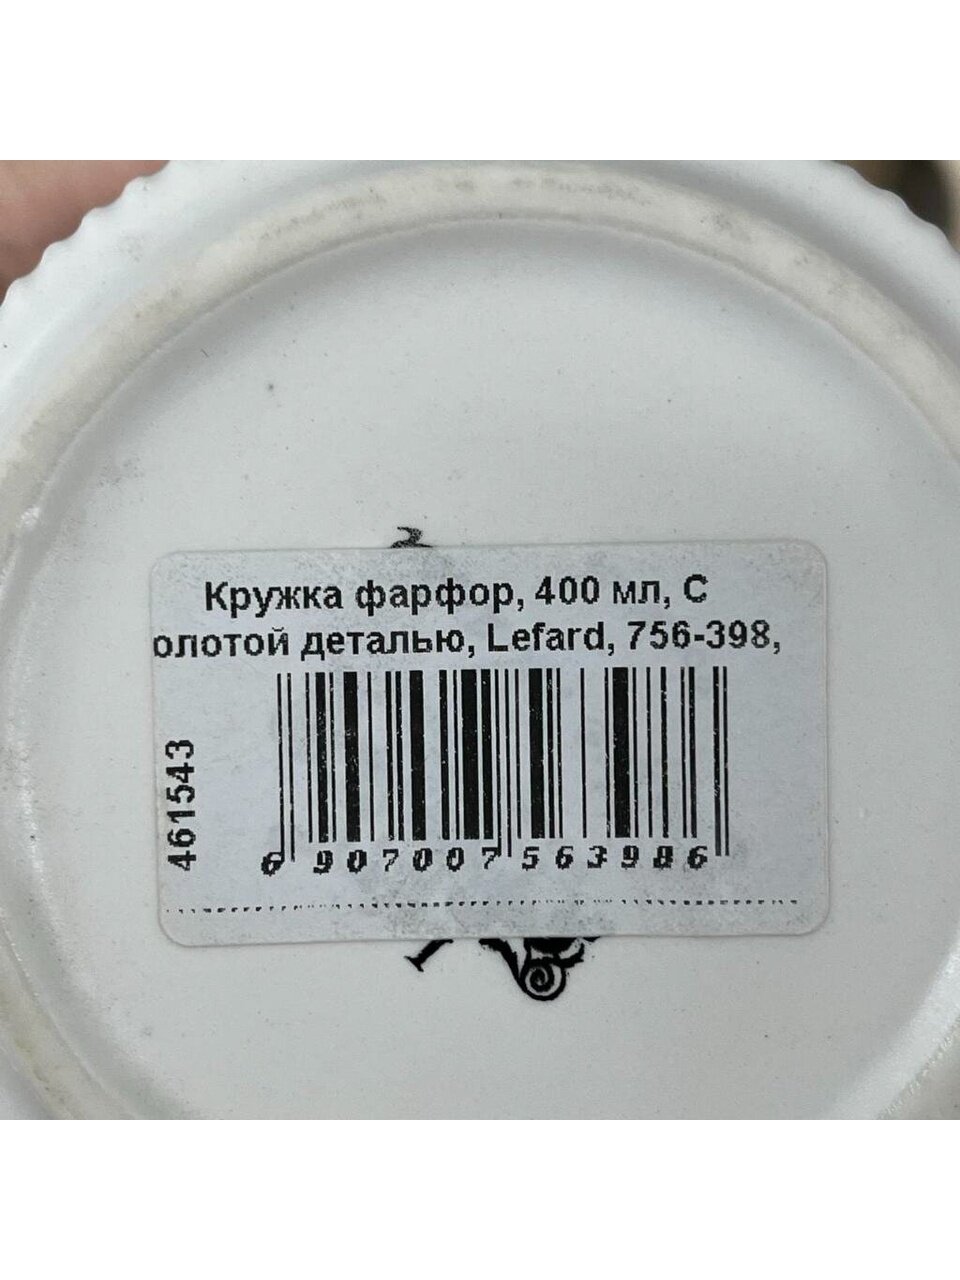 Кружка фарфор, 400 мл, С
олотой деталью, Lefard, 756-398,
461543
6 907007 563986